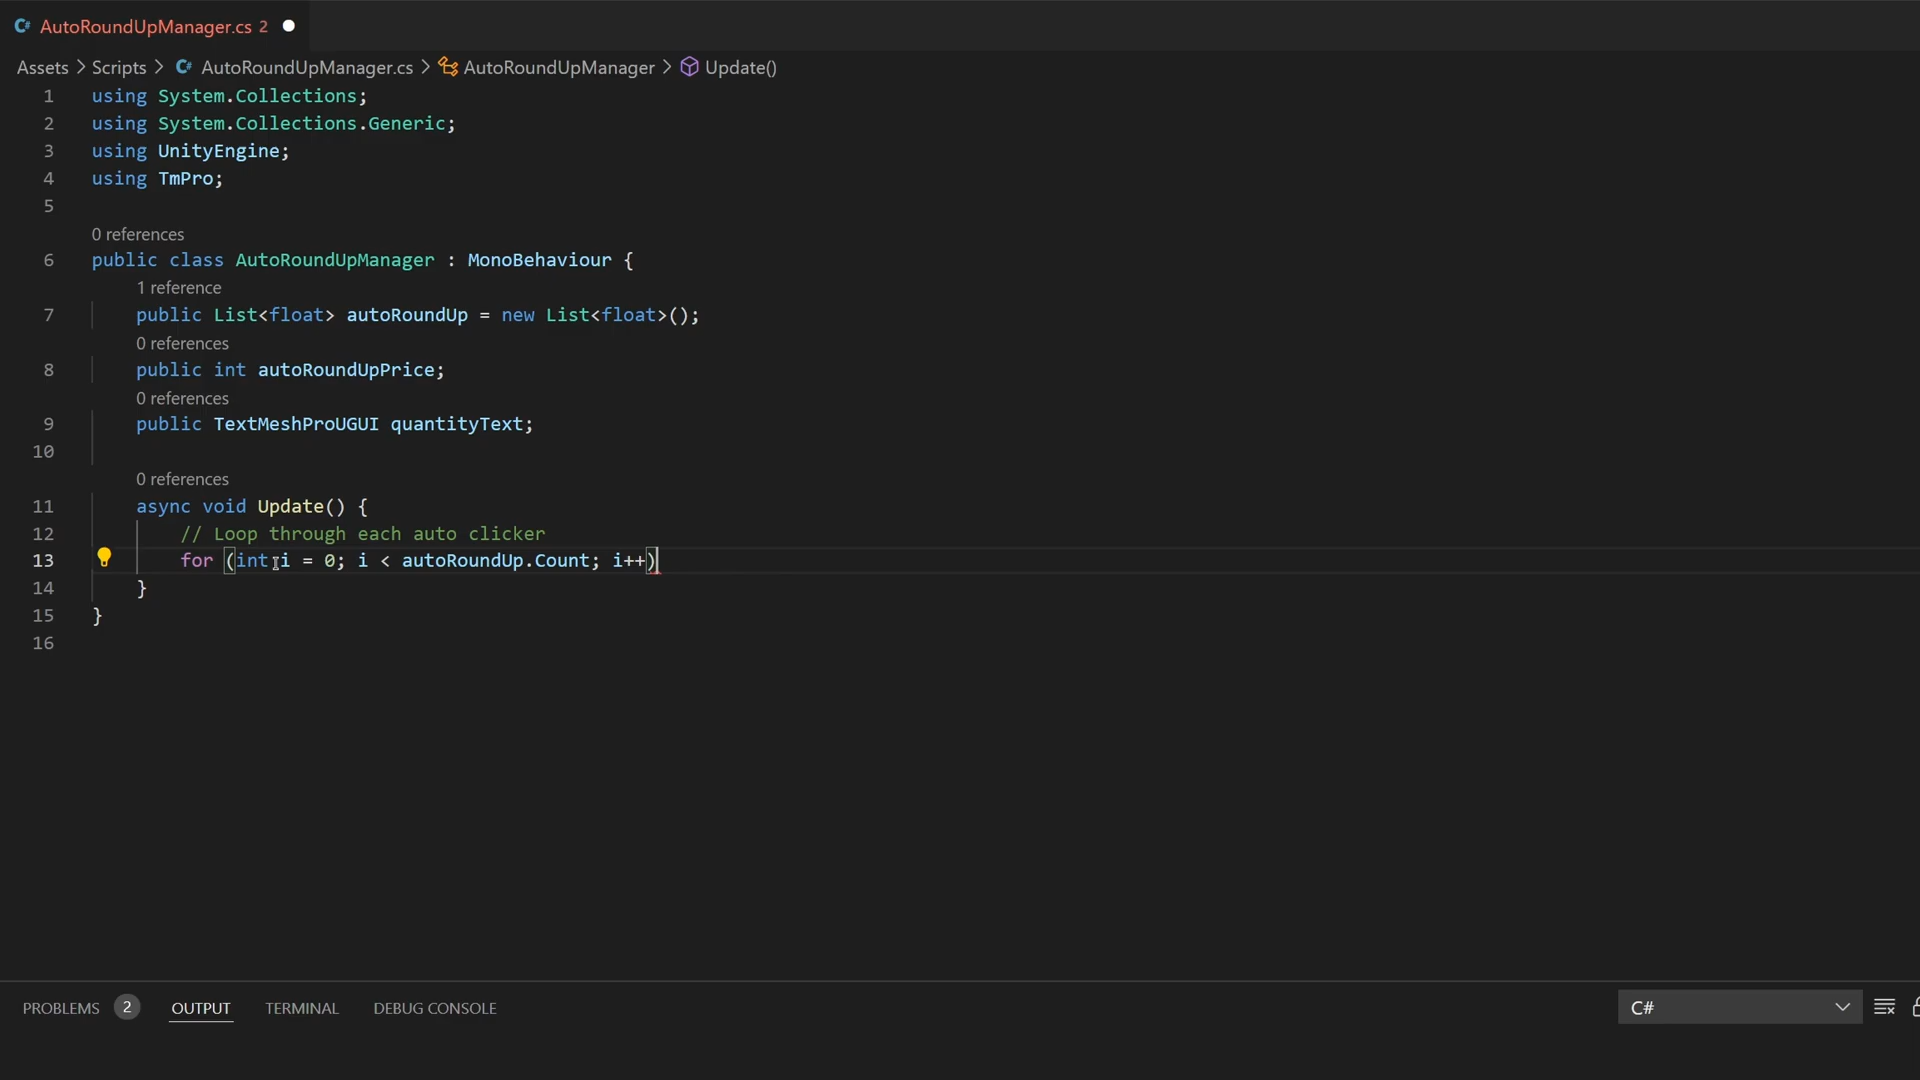 C# AutoRoundUpManager.cs 2
Assets > Scripts > C# AutoRoundUpManager.cs > AutoRoundUpManager > Update()
1 using System.Collections;
2 using System.Collections.Generic;
3 using UnityEngine;
4 using TmPro;
5
0 references
6 public class AutoRoundUpManager : MonoBehaviour {
1 reference
7 public List<float> autoRoundUp = new List<float>();
0 references
8 public int autoRoundUpPrice;
0 references
9 public TextMeshProUGUI quantityText;
10
0 references
11 async void Update() {
12 // Loop through each auto clicker
13 for (int i = 0; i < autoRoundUp.Count; i++)
14 }
15 }
16
PROBLEMS 2 OUTPUT TERMINAL DEBUG CONSOLE C#